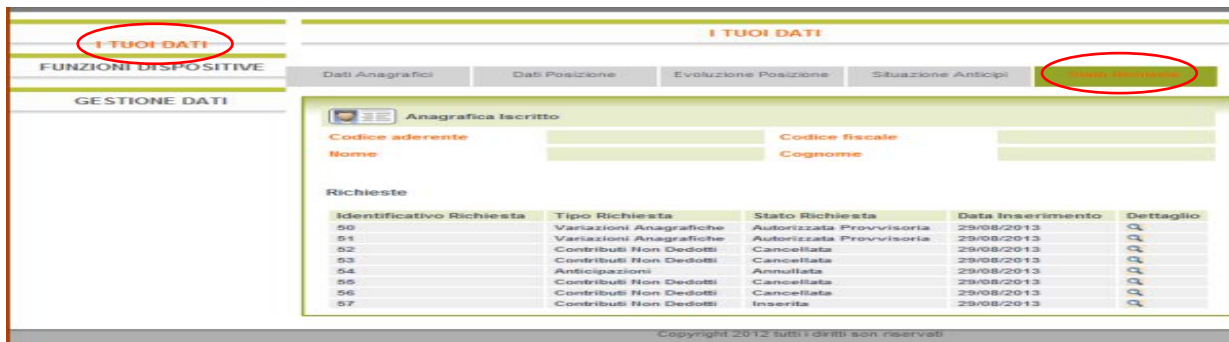 I TUOI DATI
FUNZIONI DISPOSITIVE
GESTIONE DATI
I TUOI DATI
Dati Anagrafici Dati Posizione Evoluzione Posizione Situazione Anticipi Stato Richieste
Anagrafica Iscritto
Codice aderente Codice fiscale
Nome Cognome
Richieste
Identificativo Richiesta Tipo Richiesta Stato Richiesta Data Inserimento Dettaglio
50 Variazioni Anagrafiche Autorizzata Provvisoria 29/08/2013
51 Variazioni Anagrafiche Autorizzata Provvisoria 29/08/2013
52 Contributi Non Dedotti Cancellata 29/08/2013
53 Contributi Non Dedotti Cancellata 29/08/2013
54 Anticipazioni Annullata 29/08/2013
55 Contributi Non Dedotti Cancellata 29/08/2013
56 Contributi Non Dedotti Cancellata 29/08/2013
57 Contributi Non Dedotti Inserita 29/08/2013
Copyright 2012 tutti i diritti son riservati